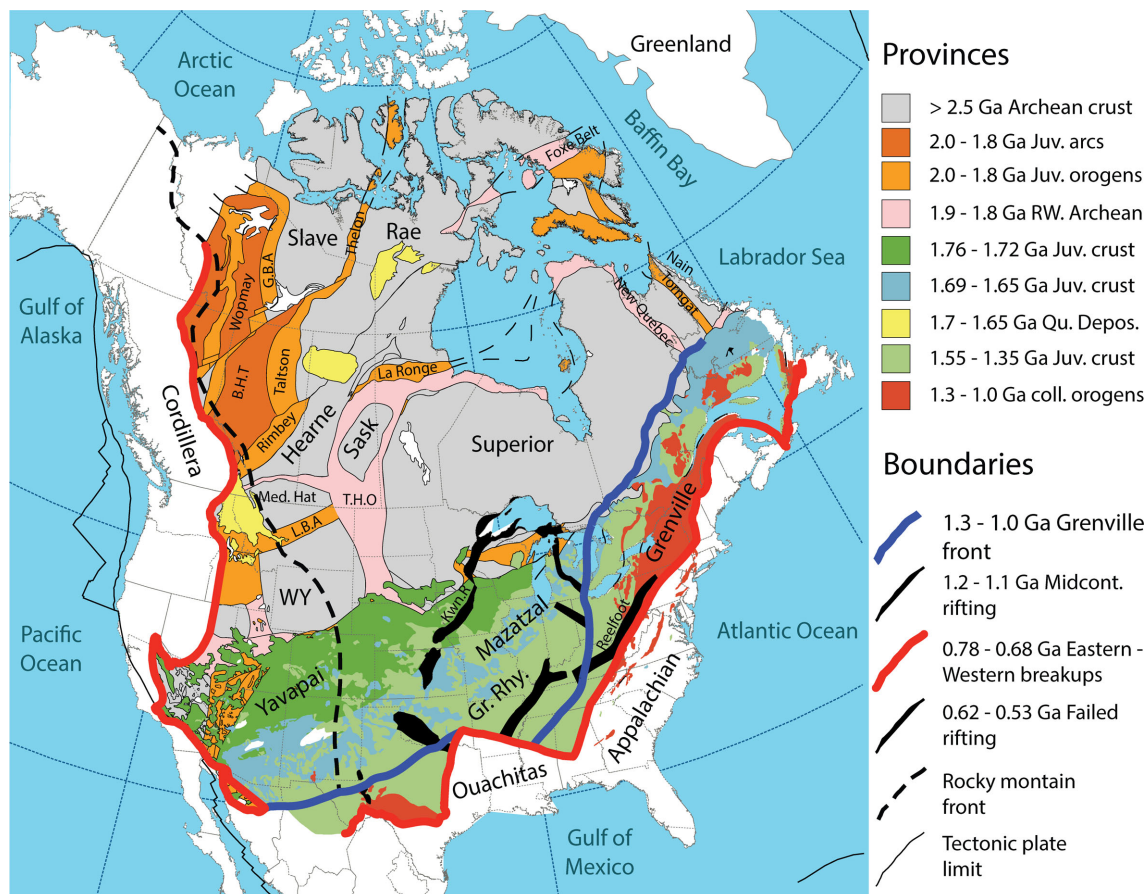 Greenland
Arctic
Ocean
Baffin Bay
Foxe Belt
Slave
Rae
Thelon
G.B.A
Wopmay
Nain
Torngat
New Quebec
Labrador Sea
Gulf of
Alaska
B.H.T
Taltson
La Ronge
Rimbey
Hearne
Sask
Superior
Cordillera
Med. Hat
T.H.O
L.B.A
WY
Grenville
Kwn.R
Mazatzal
Reelfoot
Pacific
Ocean
Atlantic Ocean
Yavapai
Gr. Rhy.
Appalachian
Ouachitas
Gulf of
Mexico
Provinces
> 2.5 Ga Archean crust
2.0 - 1.8 Ga Juv. arcs
2.0 - 1.8 Ga Juv. orogens
1.9 - 1.8 Ga RW. Archean
1.76 - 1.72 Ga Juv. crust
1.69 - 1.65 Ga Juv. crust
1.7 - 1.65 Ga Qu. Depos.
1.55 - 1.35 Ga Juv. crust
1.3 - 1.0 Ga coll. orogens
Boundaries
1.3 - 1.0 Ga Grenville
front
1.2 - 1.1 Ga Midcont.
rifting
0.78 - 0.68 Ga Eastern -
Western breakups
0.62 - 0.53 Ga Failed
rifting
Rocky montain
front
Tectonic plate
limit